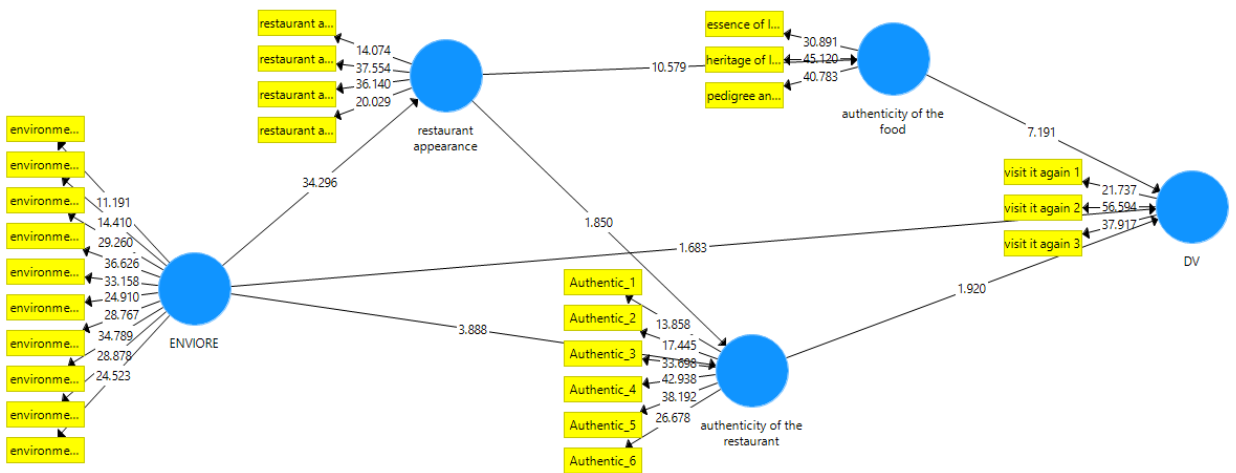 restaurant a...
restaurant a...
restaurant a...
restaurant a...
14.074
37.554
36.140
20.029
restaurant
appearance
essence of l...
heritage of l...
pedigree an...
30.891
45.120
40.783
10.579
authenticity of the
food
7.191
environme...
environme...
environme...
environme...
environme...
environme...
environme...
environme...
environme...
environme...
11.191
14.410
29.260
36.626
33.158
24.910
28.767
34.789
28.878
24.523
ENVIORE
34.296
1.850
1.683
3.888
visit it again 1
visit it again 2
visit it again 3
21.737
56.594
37.917
DV
1.920
Authentic_1
Authentic_2
Authentic_3
Authentic_4
Authentic_5
Authentic_6
13.858
17.445
33.698
42.938
38.192
26.678
authenticity of the
restaurant